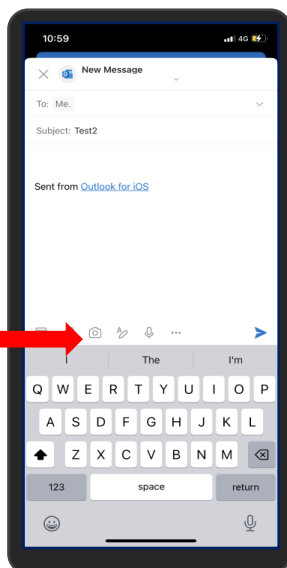 10:59
4G
New Message
To: Me.
Subject: Test2
Sent from Outlook for iOS
I
The
I'm
Q W E R T Y U I O P
A S D F G H J K L
Z X C V B N M
123
space
return